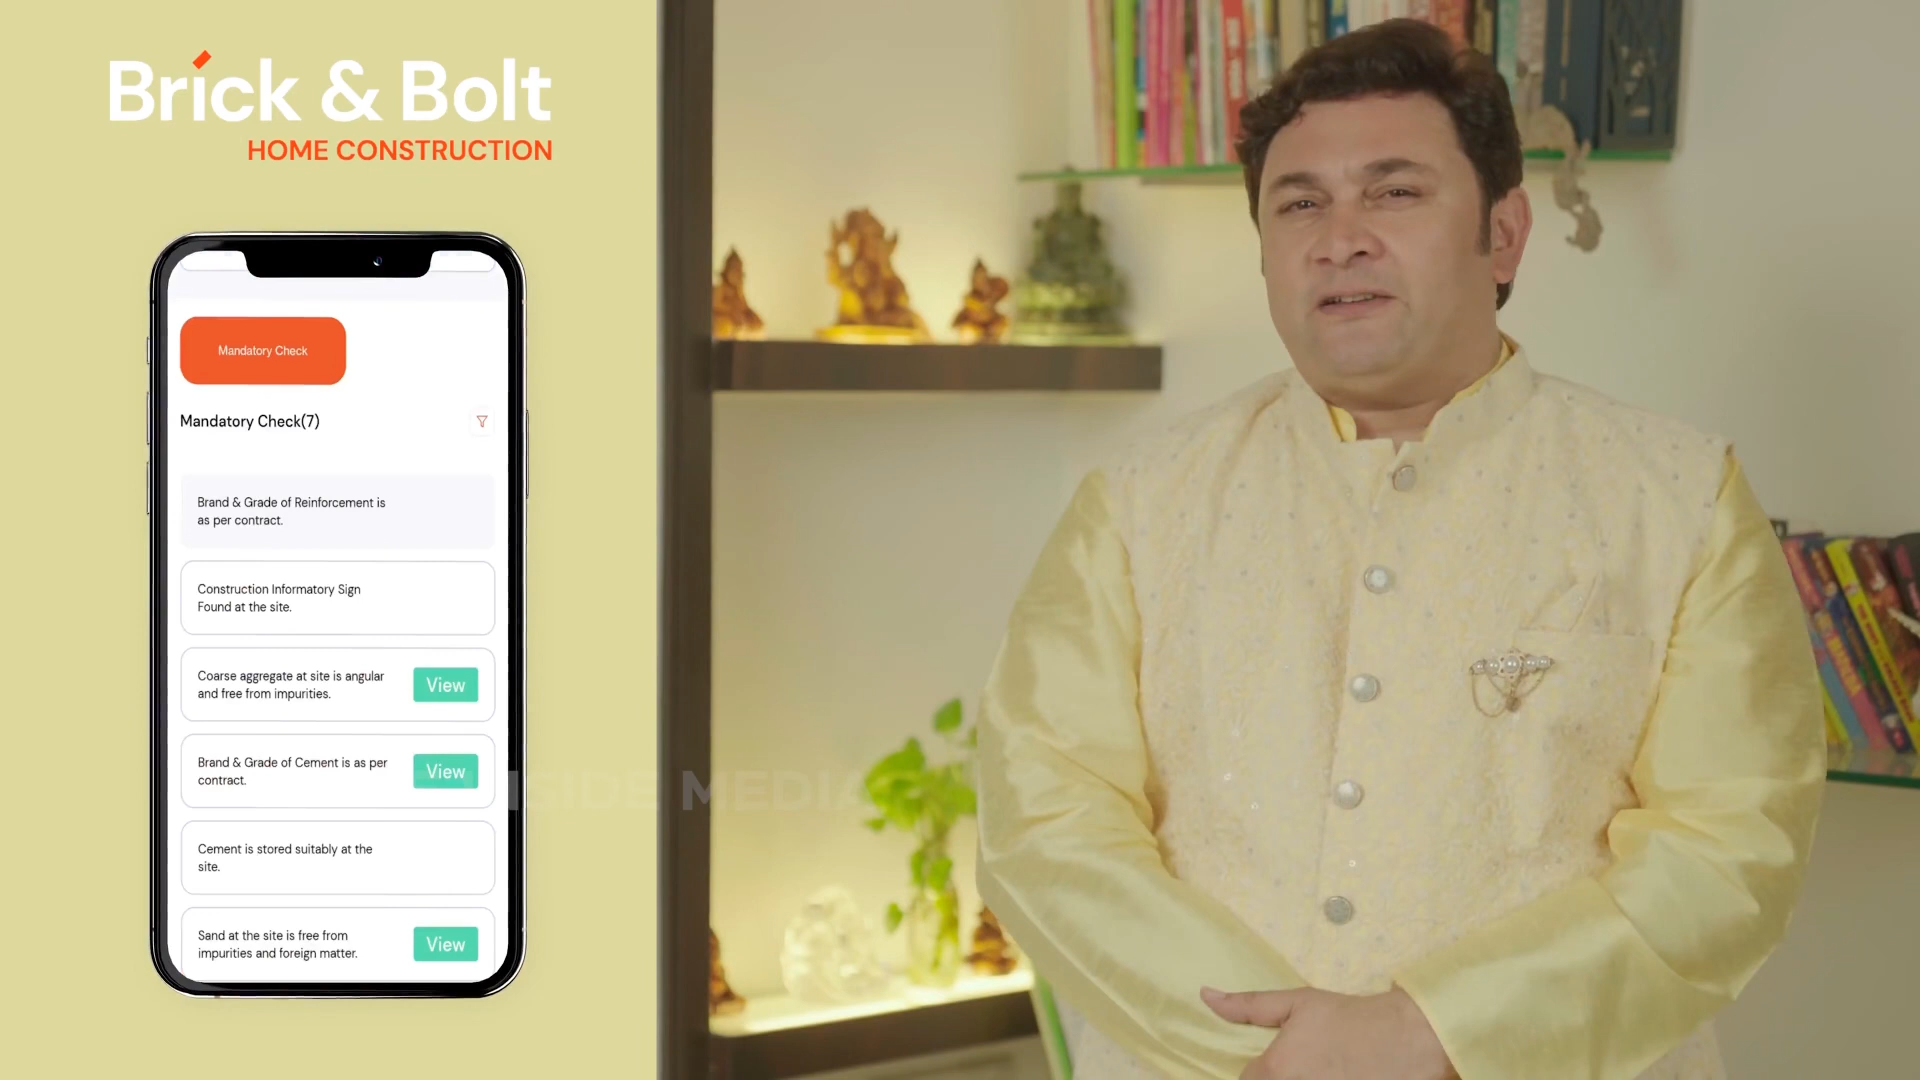 Brick & Bolt
HOME CONSTRUCTION
Mandatory Check
Mandatory Check(7)
Brand & Grade of Reinforcement is
as per contract.
Construction Informatory Sign
Found at the site.
Coarse aggregate at site is angular
and free from impurities.
View
Brand & Grade of Cement is as per
contract.
View
Cement is stored suitably at the
site.
Sand at the site is free from
impurities and foreign matter.
View
MEDIA